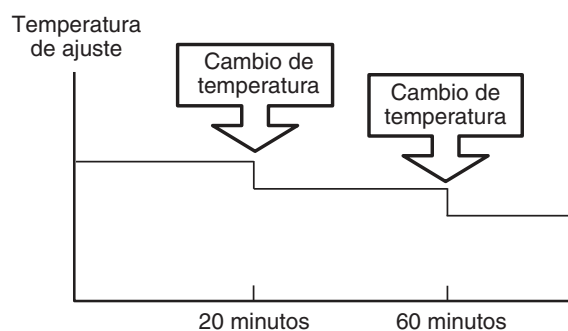 Temperatura
de ajuste
Cambio de
temperatura
Cambio de
temperatura
20 minutos
60 minutos